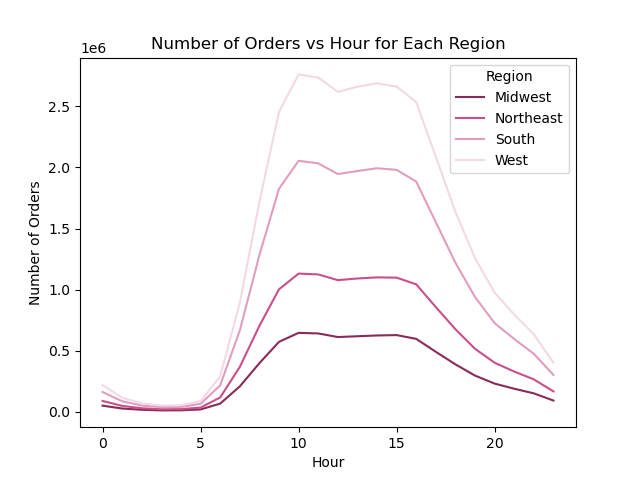 Number of Orders vs Hour for Each Region
1e6
Region
Midwest
Northeast
South
West
2.5
2.0
1.5
1.0
0.5
0.0
Number of Orders
0 5 10 15 20
Hour